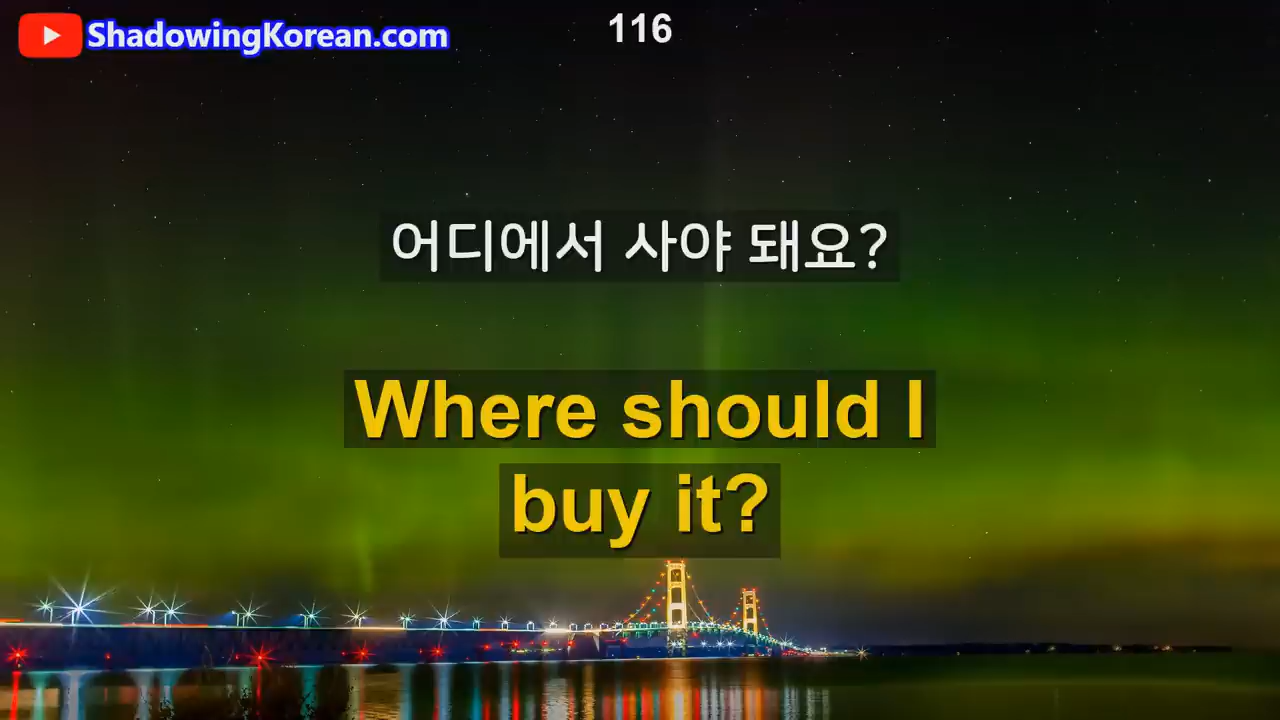 ShadowingKorean.com
116
어디에서 사야 돼요?
Where should I
buy it?